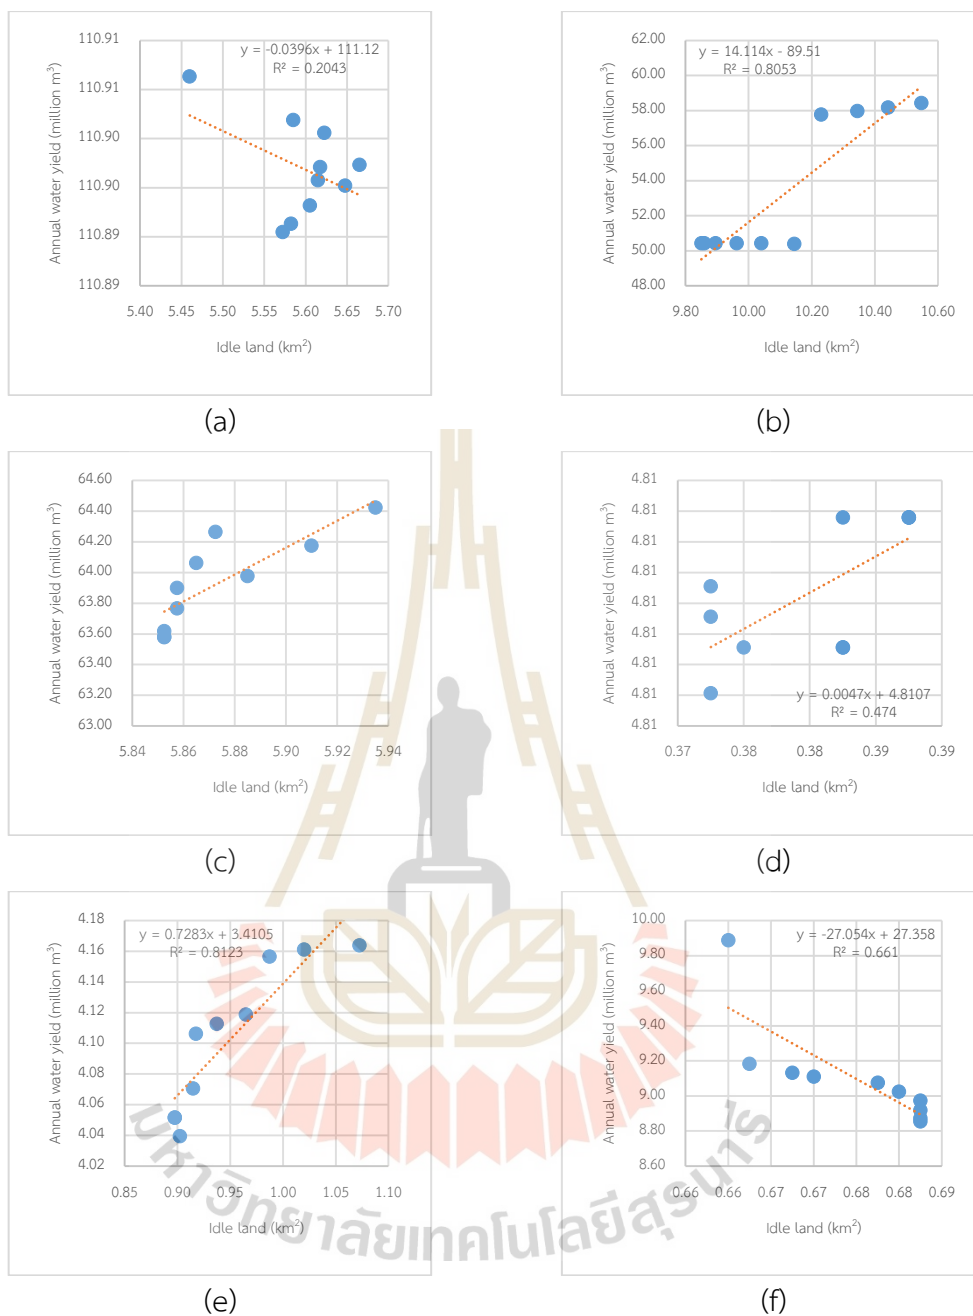 y = -0.0396x + 111.12
R² = 0.2043
Annual water yield (million m³)
110.91
110.91
110.90
110.90
110.89
110.89
5.40 5.45 5.50 5.55 5.60 5.65 5.70
Idle land (km²)
(a)
y = 14.114x - 89.51
R² = 0.8053
Annual water yield (million m³)
62.00
60.00
58.00
56.00
54.00
52.00
50.00
48.00
9.80 10.00 10.20 10.40 10.60
Idle land (km²)
(b)
Annual water yield (million m³)
64.60
64.40
64.20
64.00
63.80
63.60
63.40
63.20
63.00
5.84 5.86 5.88 5.90 5.92 5.94
Idle land (km²)
(c)
Annual water yield (million m³)
4.81
4.81
4.81
4.81
4.81
4.81
4.81
4.81
4.81
y = 0.0047x + 4.8107
R² = 0.474
0.37 0.38 0.38 0.39 0.39
Idle land (km²)
(d)
y = 0.7283x + 3.4105
R² = 0.8123
Annual water yield (million m³)
4.18
4.16
4.14
4.12
4.10
4.08
4.06
4.04
4.02
0.85 0.90 0.95 1.00 1.05 1.10
Idle land (km²)
(e)
y = -27.054x + 27.358
R² = 0.661
Annual water yield (million m³)
10.00
9.80
9.60
9.40
9.20
9.00
8.80
8.60
0.66 0.66 0.67 0.67 0.68 0.68 0.69
Idle land (km²)
(f)
มหาวิทยาลัยเทคโนโลยีสุรนารี